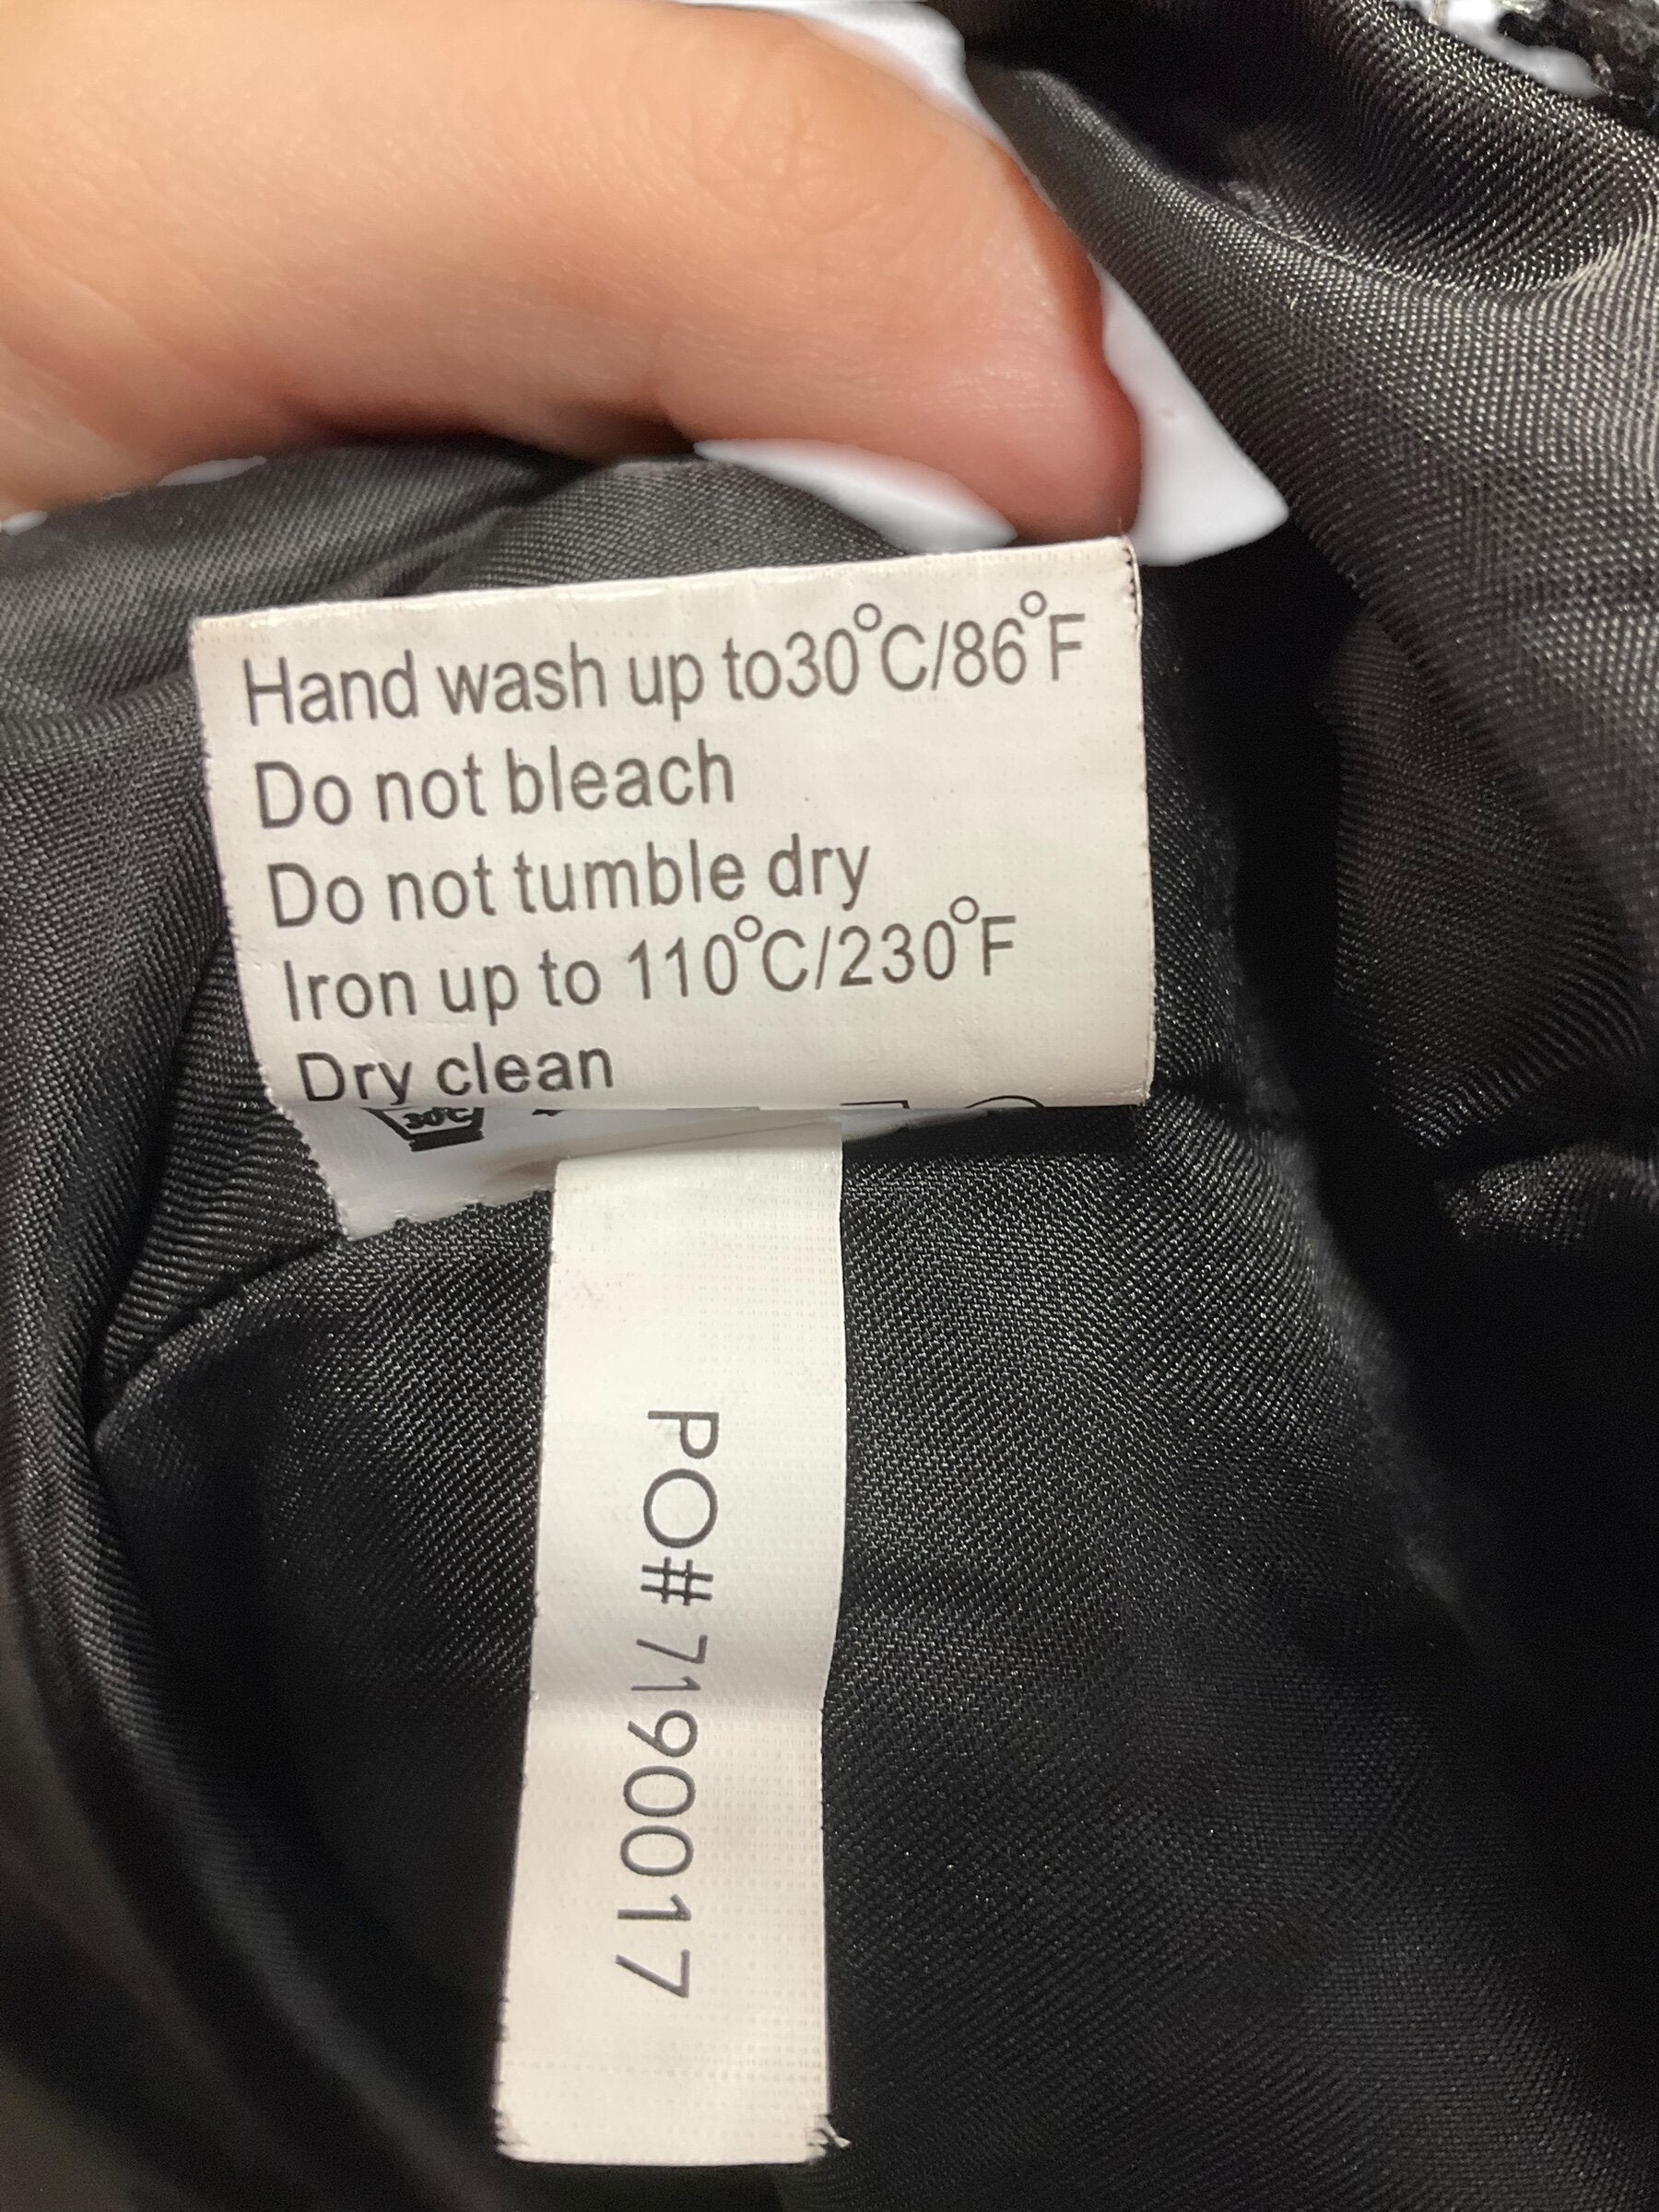 Hand wash up to30°C/86°F
Do not bleach
Do not tumble dry
Iron up to 110°C/230°F
Dry clean
30°C
PO# 7190017